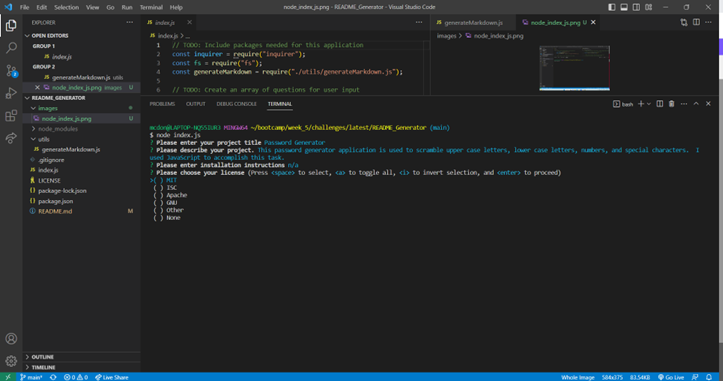 File Edit Selection View Go Run Terminal Help
node_index_js.png - README_Generator - Visual Studio Code
EXPLORER
OPEN EDITORS
GROUP 1
index.js
GROUP 2
generateMarkdown.js utils
node_index_js.png images U
README_GENERATOR
images
node_index_js.png U
node_modules
utils
generateMarkdown.js
.gitignore
index.js
LICENSE
package-lock.json
package.json
README.md M
OUTLINE
TIMELINE
index.js
index.js > ...
1 // TODO: Include packages needed for this application
2 const inquirer = require("inquirer");
3 const fs = require("fs");
4 const generateMarkdown = require("./utils/generateMarkdown.js");
5
6 // TODO: Create an array of questions for user input
generateMarkdown.js
node_index_js.png U
images > node_index_js.png
PROBLEMS OUTPUT DEBUG CONSOLE TERMINAL
bash
mcdon@LAPTOP-NQ5SIUR3 MINGW64 ~/bootcamp/week_5/challenges/latest/README_Generator (main)
$ node index.js
? Please enter your project title Password Generator
? Please describe your project. This password generator application is used to scramble upper case letters, lower case letters, numbers, and special characters. I
used JavaScript to accomplish this task.
? Please enter installation instructions n/a
? Please choose your license (Press <space> to select, <a> to toggle all, <i> to invert selection, and <enter> to proceed)
>( ) MIT
( ) ISC
( ) Apache
( ) GNU
( ) Other
( ) None
main* 0 0 Live Share
Whole Image 584x375 83.54KB Go Live